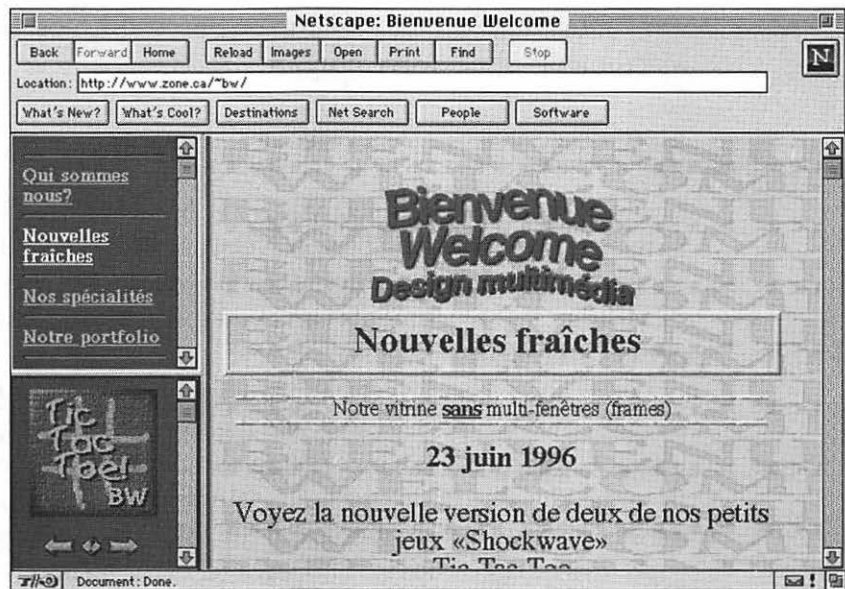 Netscape: Bienvenue Welcome
Back Forward Home Reload Images Open Print Find Stop
N
Location: http://www.zone.ca/~bw/
What's New? What's Cool? Destinations Net Search People Software
Qui sommes
nous?
Nouvelles
fraîches
Nos spécialités
Notre portfolio
Tic
Tac
Toe!
BW
Bienvenue
Welcome
Design multimédia
Nouvelles fraîches
Notre vitrine sans multi-fenêtres (frames)
23 juin 1996
Voyez la nouvelle version de deux de nos petits
jeux «Shockwave»
Tic Tac Toe
Document: Done.